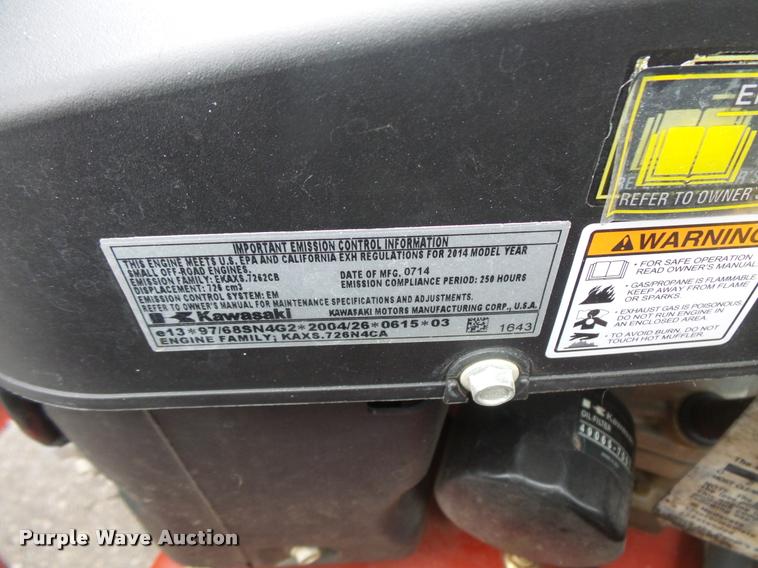 IMPORTANT EMISSION CONTROL INFORMATION
THIS ENGINE MEETS U.S. EPA AND CALIFORNIA EXH REGULATIONS FOR 2014 MODEL YEAR
SMALL OFF-ROAD ENGINES.
EMISSION FAMILY: EKAXS.7262CB DATE OF MFG. 0714
DISPLACEMENT: 726 cm3 EMISSION COMPLIANCE PERIOD: 250 HOURS
EMISSION CONTROL SYSTEM: EM
REFER TO OWNER'S MANUAL FOR MAINTENANCE SPECIFICATIONS AND ADJUSTMENTS.
Kawasaki KAWASAKI MOTORS MANUFACTURING CORP., U.S.A.
e13*97/68SN4G2*2004/26*0615*03 1643
ENGINE FAMILY; KAXS.726N4CA
REFER TO OWNER'S
WARNING
• FOR SAFE OPERATION
READ OWNER'S MANUAL.
• GAS/PROPANE IS FLAMMABLE
KEEP AWAY FROM FLAMES
OR SPARKS.
• EXHAUST GAS IS POISONOUS
DO NOT RUN ENGINE IN
AN ENCLOSED AREA.
• TO AVOID BURN, DO NOT
TOUCH HOT MUFFLER.
Kawasaki
OIL FILTER
Purple Wave Auction